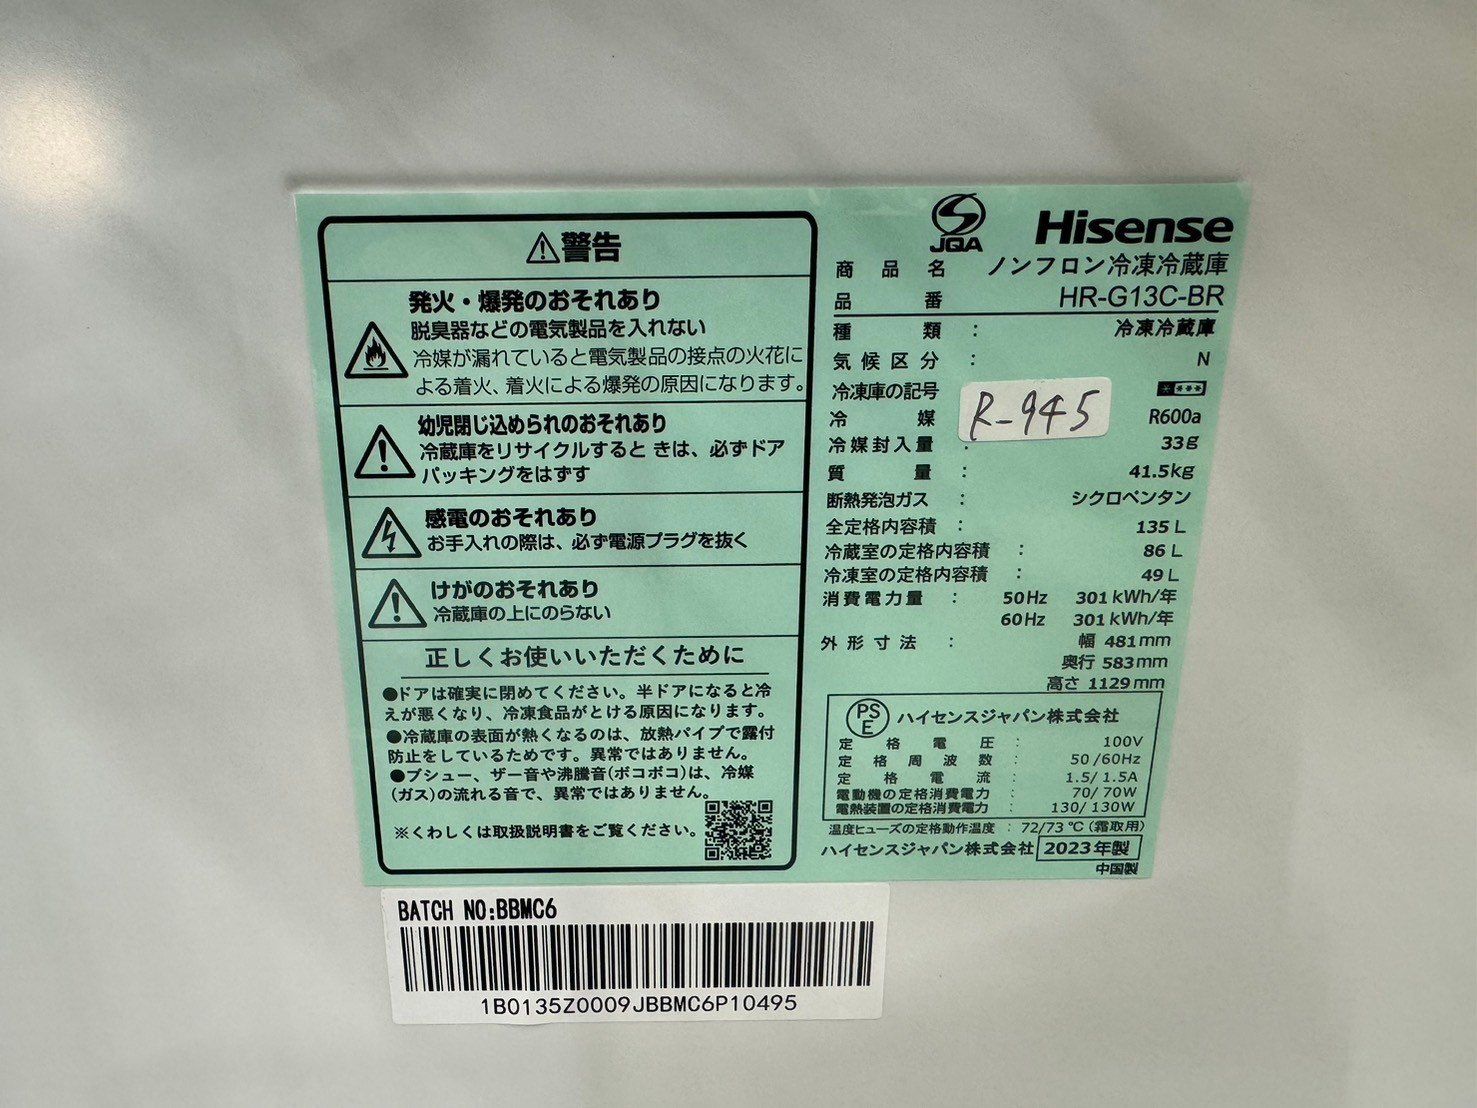 ⚠警告
発火・爆発のおそれあり
脱臭器などの電気製品を入れない
冷媒が漏れていると電気製品の接点の火花に
よる着火、着火による爆発の原因になります。
幼児閉じ込められのおそれあり
冷蔵庫をリサイクルすると きは、必ずドア
パッキングをはずす
感電のおそれあり
お手入れの際は、必ず電源プラグを抜く
けがのおそれあり
冷蔵庫の上にのらない
正しくお使いいただくために
●ドアは確実に閉めてください。半ドアになると冷
えが悪くなり、冷凍食品がとける原因になります。
●冷蔵庫の表面が熱くなるのは、放熱パイプで露付
防止をしているためです。異常ではありません。
●ブシュー、ザー音や沸騰音(ボコボコ)は、冷媒
(ガス)の流れる音で、異常ではありません。
※くわしくは取扱説明書をご覧ください。
JQA
Hisense
商品名 ノンフロン冷凍冷蔵庫
品番 HR-G13C-BR
種類 : 冷凍冷蔵庫
気候区分 : N
冷凍庫の記号 ****
R-945
冷媒 R600a
冷媒封入量 : 33g
質量 : 41.5kg
断熱発泡ガス : シクロペンタン
全定格内容積 : 135 L
冷蔵室の定格内容積 : 86 L
冷凍室の定格内容積 : 49 L
消費電力量 : 50Hz 301 kWh/年
60Hz 301 kWh/年
外形寸法 : 幅 481mm
奥行 583mm
高さ 1129mm
PSE ハイセンスジャパン株式会社
定格電圧 : 100V
定格周波数 : 50/60Hz
定格電流 : 1.5/1.5A
電動機の定格消費電力 : 70/70W
電熱装置の定格消費電力 : 130/130W
温度ヒューズの定格動作温度 : 72/73℃(霜取用)
ハイセンスジャパン株式会社 2023年製
中国製
BATCH NO:BBMC6
1B0135Z0009JBBMC6P10495